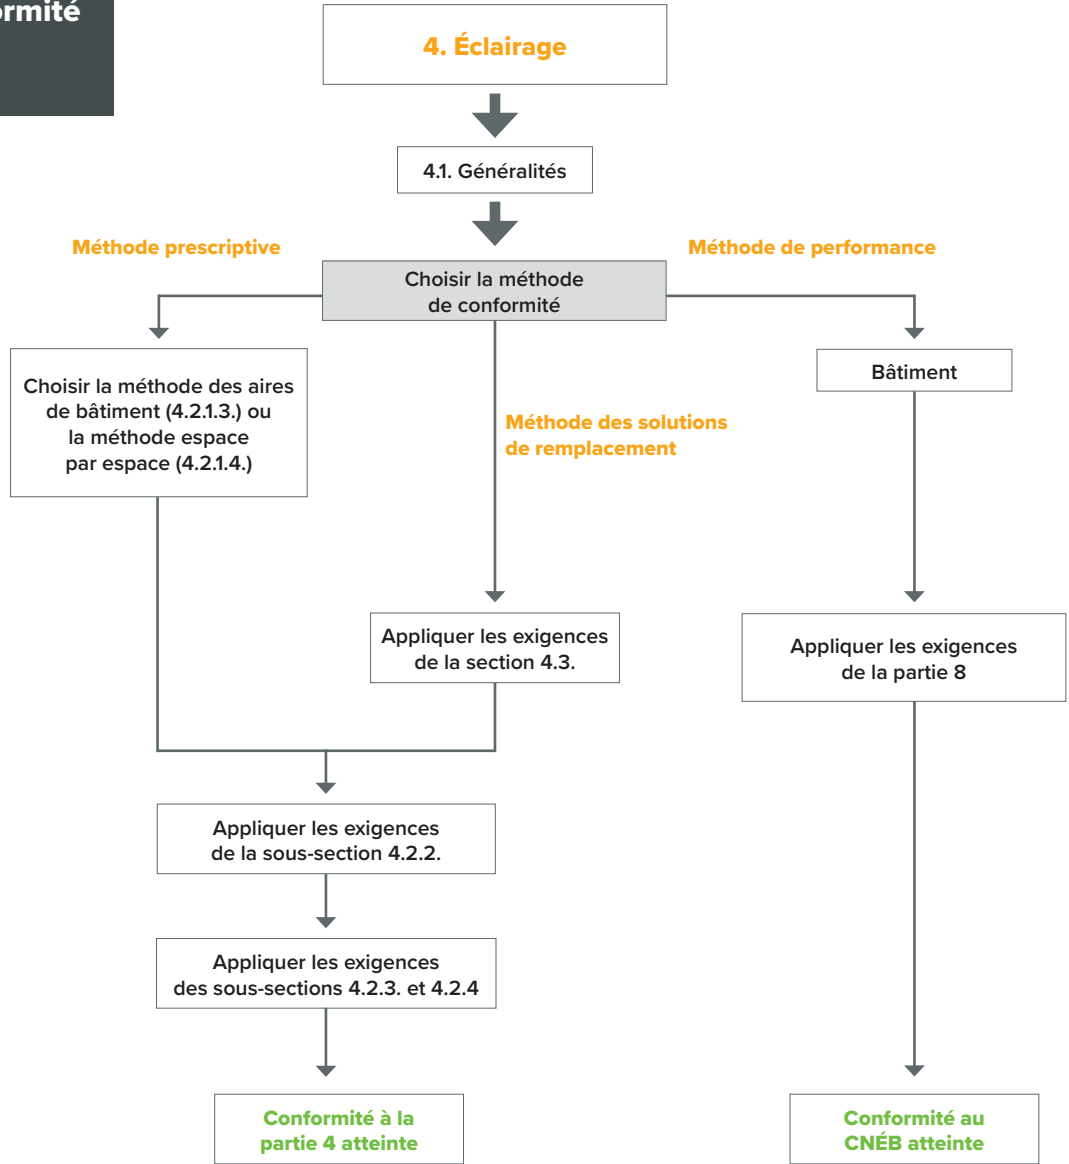 4. Éclairage
4.1. Généralités
Méthode prescriptive
Méthode de performance
Choisir la méthode
de conformité
Choisir la méthode des aires
de bâtiment (4.2.1.3.) ou
la méthode espace
par espace (4.2.1.4.)
Bâtiment
Méthode des solutions
de remplacement
Appliquer les exigences
de la section 4.3.
Appliquer les exigences
de la partie 8
Appliquer les exigences
de la sous-section 4.2.2.
Appliquer les exigences
des sous-sections 4.2.3. et 4.2.4
Conformité à la
partie 4 atteinte
Conformité au
CNÉB atteinte